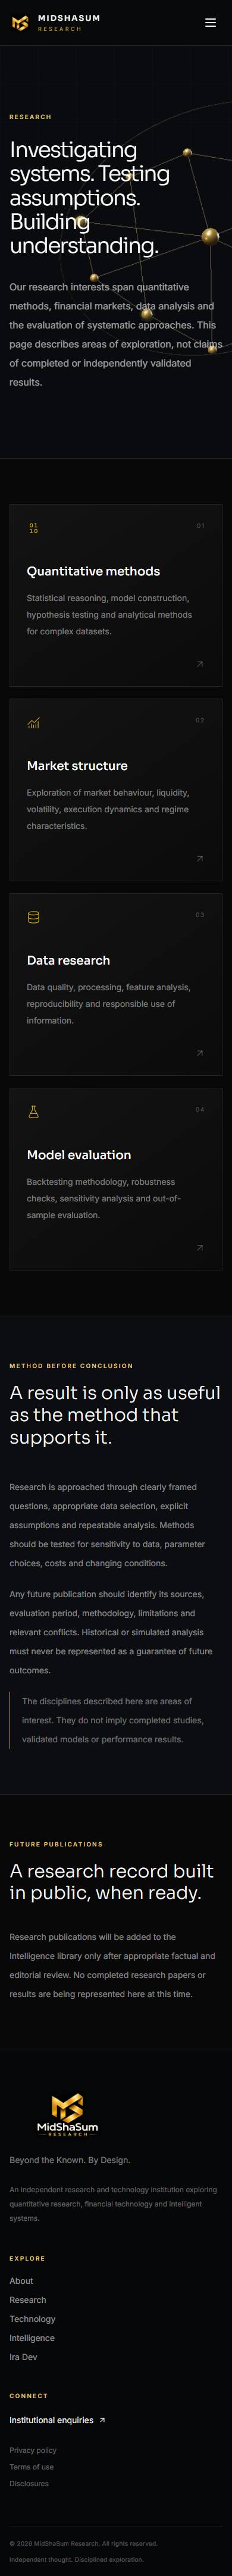 MIDSHASUM
RESEARCH
RESEARCH
Investigating
systems. Testing
assumptions.
Building
understanding.
Our research interests span quantitative
methods, financial markets, data analysis and
the evaluation of systematic approaches. This
page describes areas of exploration, not claims
of completed or independently validated
results.
01
10
01
Quantitative methods
Statistical reasoning, model construction,
hypothesis testing and analytical methods
for complex datasets.
02
Market structure
Exploration of market behaviour, liquidity,
volatility, execution dynamics and regime
characteristics.
03
Data research
Data quality, processing, feature analysis,
reproducibility and responsible use of
information.
04
Model evaluation
Backtesting methodology, robustness
checks, sensitivity analysis and out-of-
sample evaluation.
METHOD BEFORE CONCLUSION
A result is only as useful
as the method that
supports it.
Research is approached through clearly framed
questions, appropriate data selection, explicit
assumptions and repeatable analysis. Methods
should be tested for sensitivity to data, parameter
choices, costs and changing conditions.
Any future publication should identify its sources,
evaluation period, methodology, limitations and
relevant conflicts. Historical or simulated analysis
must never be represented as a guarantee of future
outcomes.
The disciplines described here are areas of
interest. They do not imply completed studies,
validated models or performance results.
FUTURE PUBLICATIONS
A research record built
in public, when ready.
Research publications will be added to the
Intelligence library only after appropriate factual and
editorial review. No completed research papers or
results are being represented here at this time.
MidShaSum
RESEARCH
Beyond the Known. By Design.
An independent research and technology institution exploring
quantitative research, financial technology and intelligent
systems.
EXPLORE
About
Research
Technology
Intelligence
Ira Dev
CONNECT
Institutional enquiries
Privacy policy
Terms of use
Disclosures
© 2026 MidShaSum Research. All rights reserved.
Independent thought. Disciplined exploration.